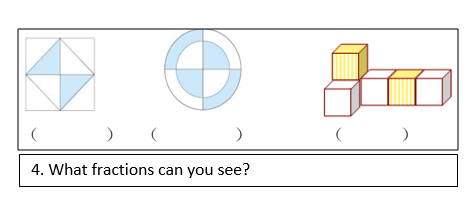 (          ) (          ) (          )
4. What fractions can you see?